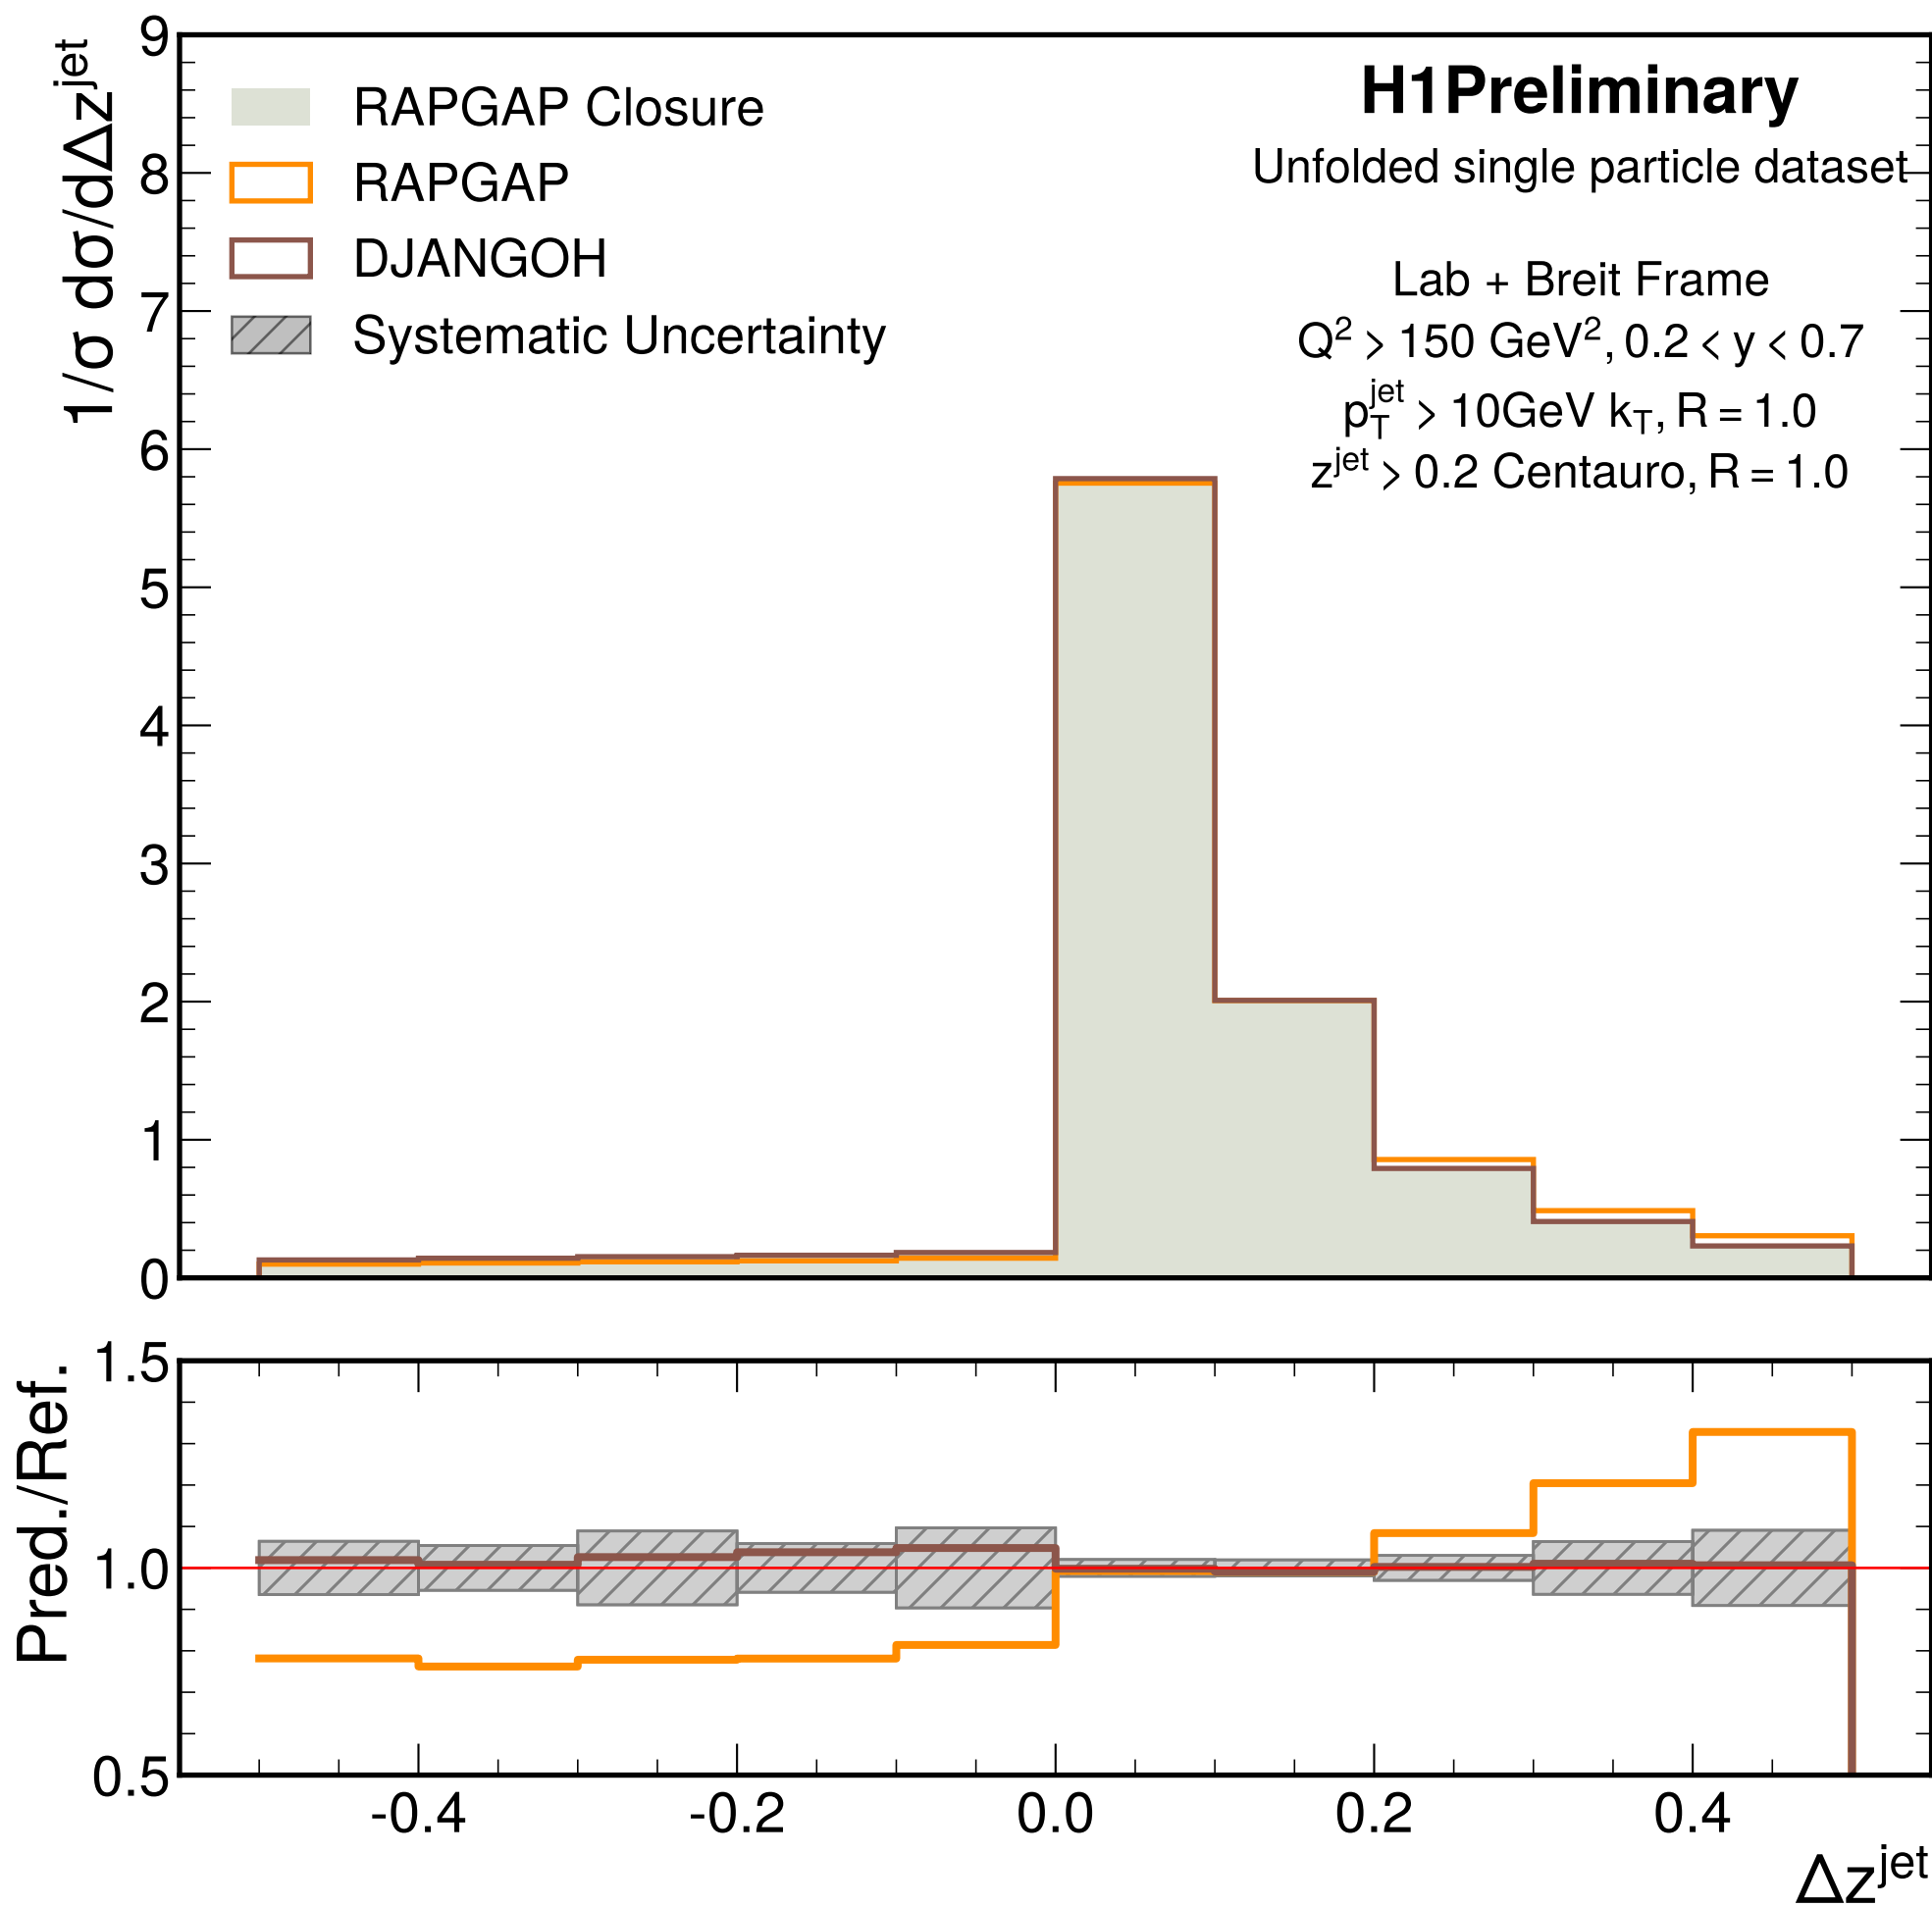 1/σ dσ/dΔz^jet
9
8
7
6
5
4
3
2
1
0
RAPGAP Closure
RAPGAP
DJANGOH
Systematic Uncertainty
H1Preliminary
Unfolded single particle dataset
Lab + Breit Frame
Q² > 150 GeV², 0.2 < y < 0.7
p_T^jet > 10GeV k_T, R = 1.0
z^jet > 0.2 Centauro, R = 1.0
Pred./Ref.
1.5
1.0
0.5
-0.4 -0.2 0.0 0.2 0.4
Δz^jet